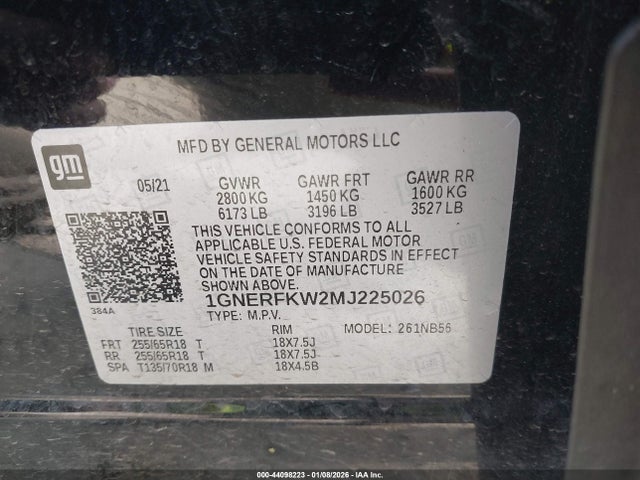 MFD BY GENERAL MOTORS LLC
gm
05/21 GVWR GAWR FRT GAWR RR
2800 KG 1450 KG 1600 KG
6173 LB 3196 LB 3527 LB
THIS VEHICLE CONFORMS TO ALL
APPLICABLE U.S. FEDERAL MOTOR
VEHICLE SAFETY STANDARDS IN EFFECT
ON THE DATE OF MANUFACTURE
SHOWN ABOVE.
384A
1GNERFKW2MJ225026
TYPE: M.P.V. MODEL: 261NB56
TIRE SIZE RIM
FRT 255/65R18 T 18X7.5J
RR 255/65R18 T 18X7.5J
SPA T135/70R18 M 18X4.5B
000-44098223 - 01/08/2026 - IAA Inc.